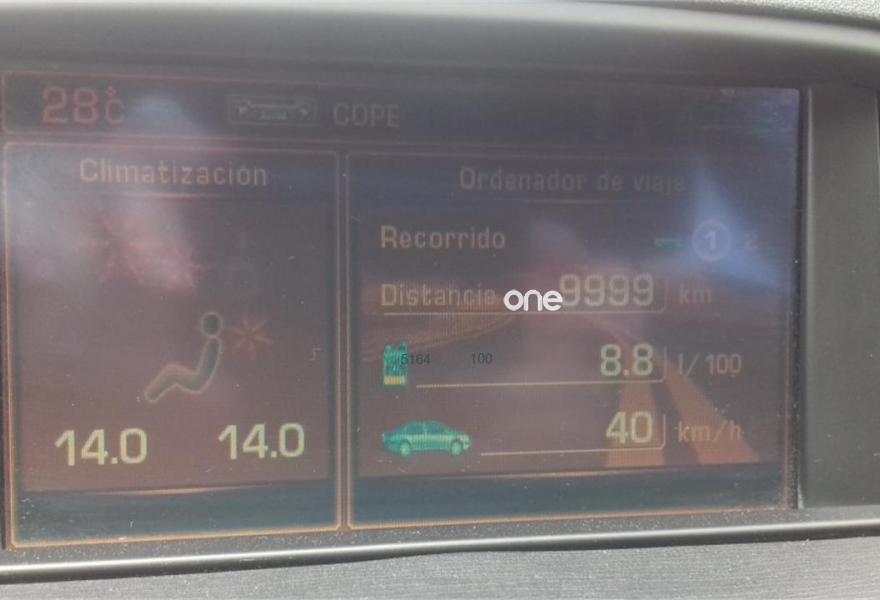 28°C COPE
Climatización
Ordenador de viaje
Recorrido 1 2
Distancia 9999 km
one
5164 100
8.8 l/100
14.0 14.0
40 km/h